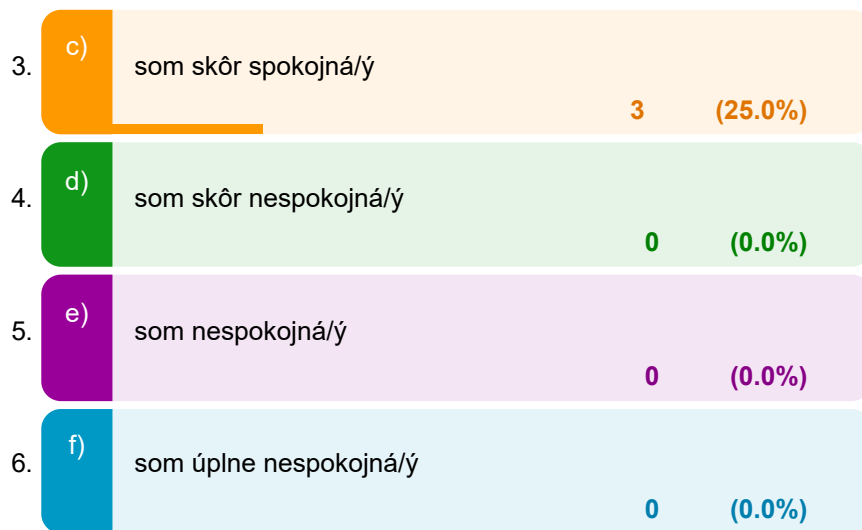 3. c) som skôr spokojná/ý
3 (25.0%)
4. d) som skôr nespokojná/ý
0 (0.0%)
5. e) som nespokojná/ý
0 (0.0%)
6. f) som úplne nespokojná/ý
0 (0.0%)